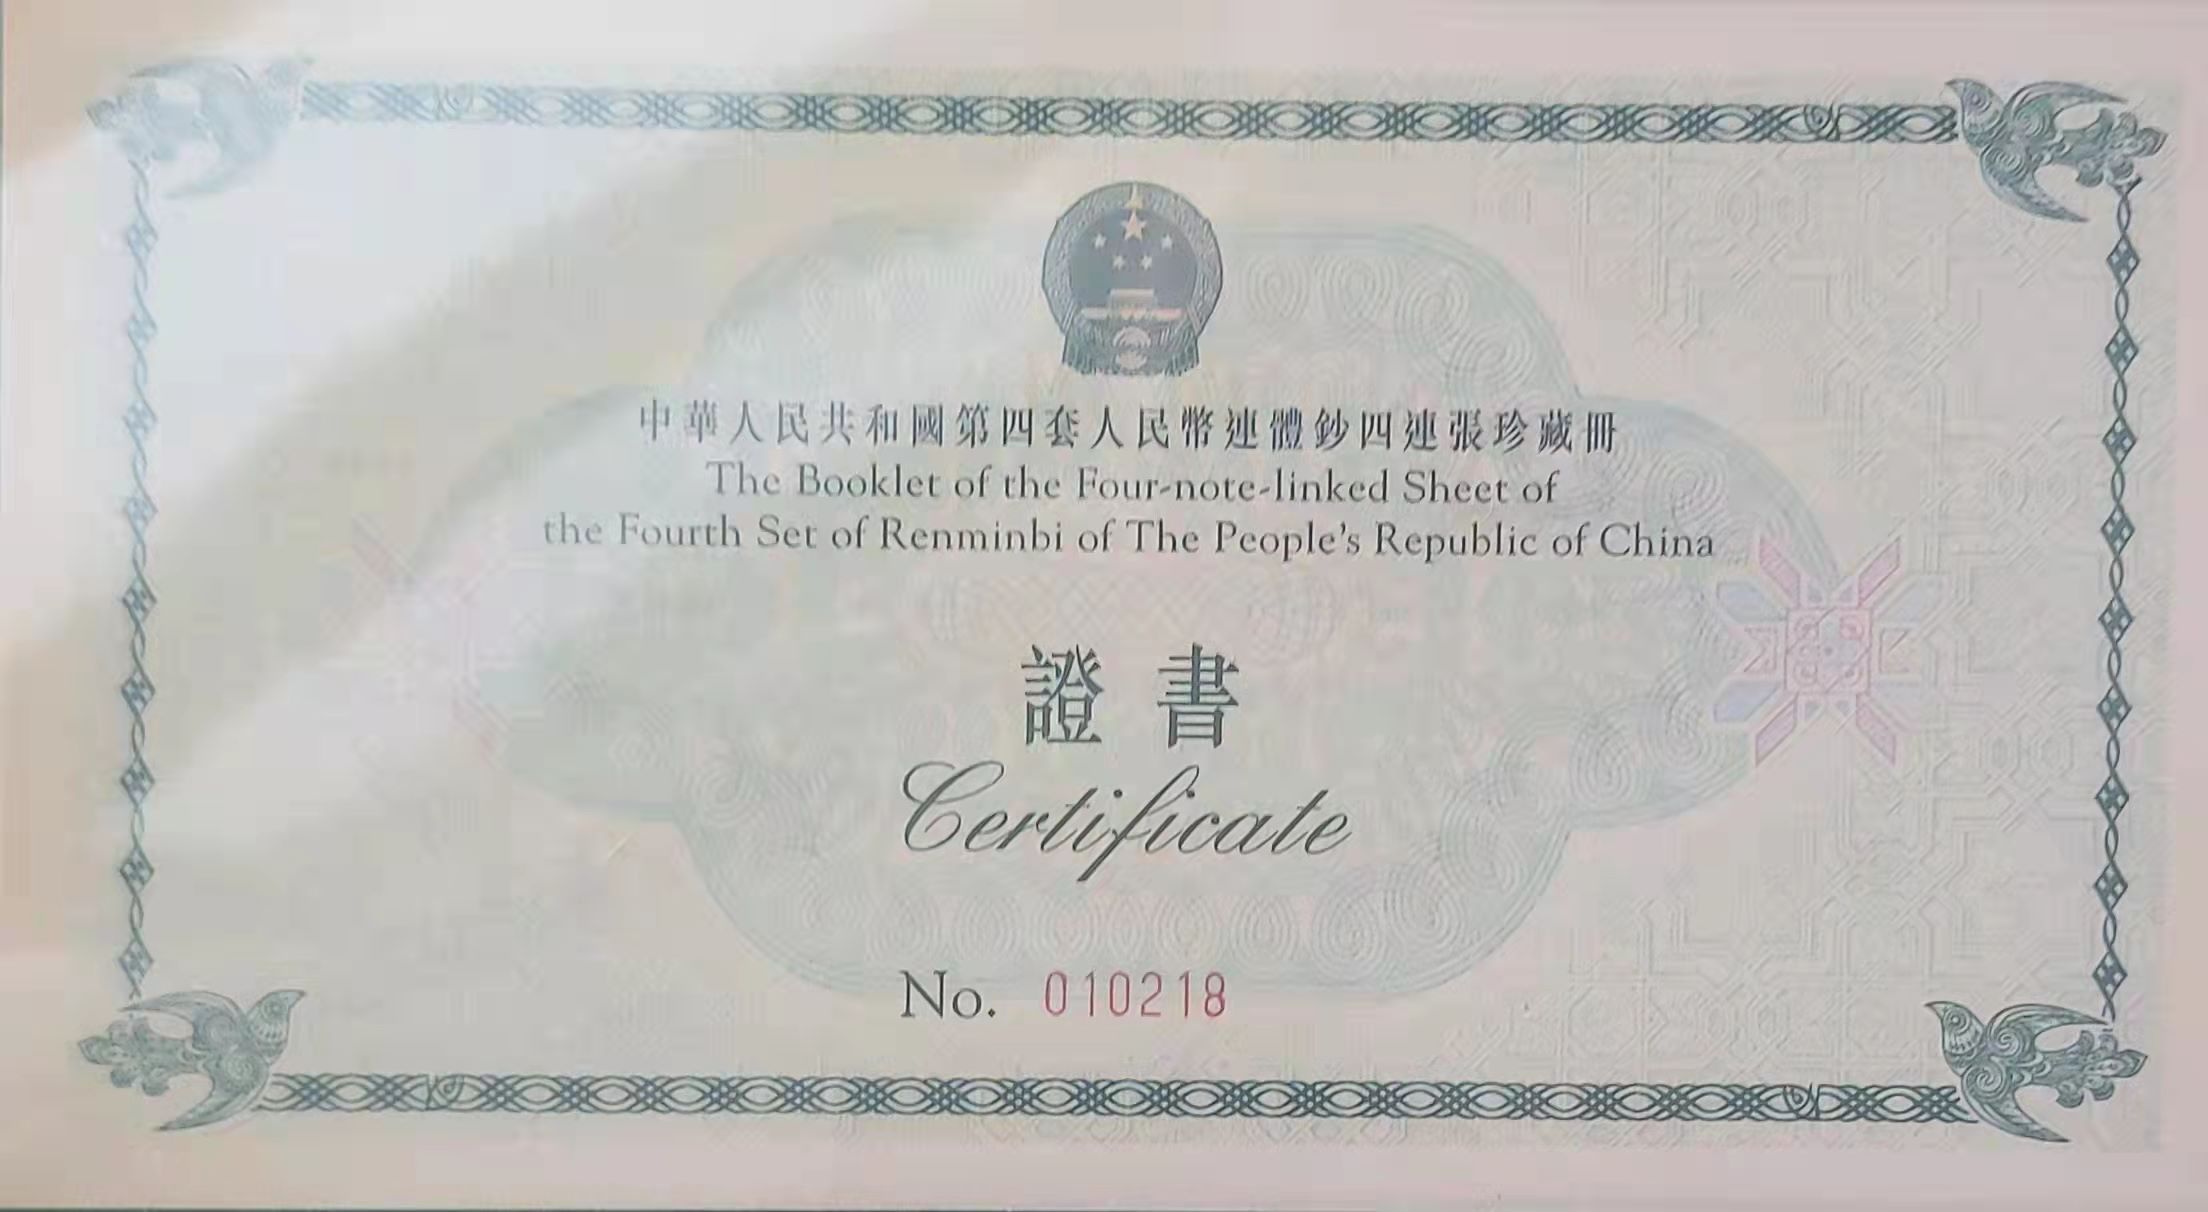 中華人民共和國第四套人民幣連體鈔四連張珍藏冊
The Booklet of the Four-note-linked Sheet of
the Fourth Set of Renminbi of The People's Republic of China
證書
Certificate
No. 010218